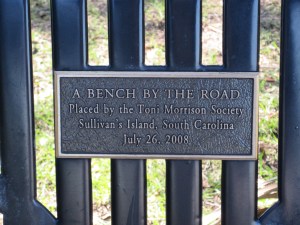 A BENCH BY THE ROAD
Placed by the Toni Morrison Society
Sullivan's Island, South Carolina
July 26, 2008